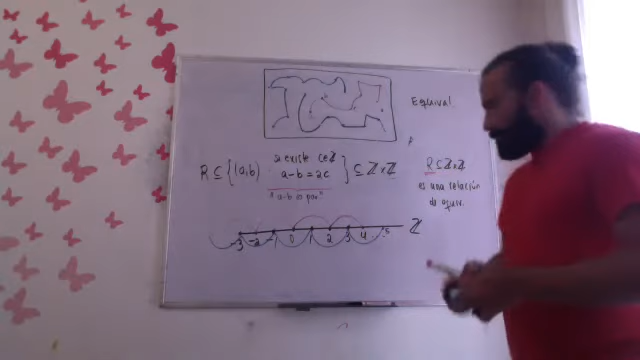 Equival.
R ⊆ {(a,b) a existe c∈ℤ
a-b = 2c } ⊆ ℤ×ℤ
"a-b es par"
R ⊆ ℤ×ℤ
es una relación
de equiv.
-3 -2 -1 0 1 2 3 4 ..5 ℤ